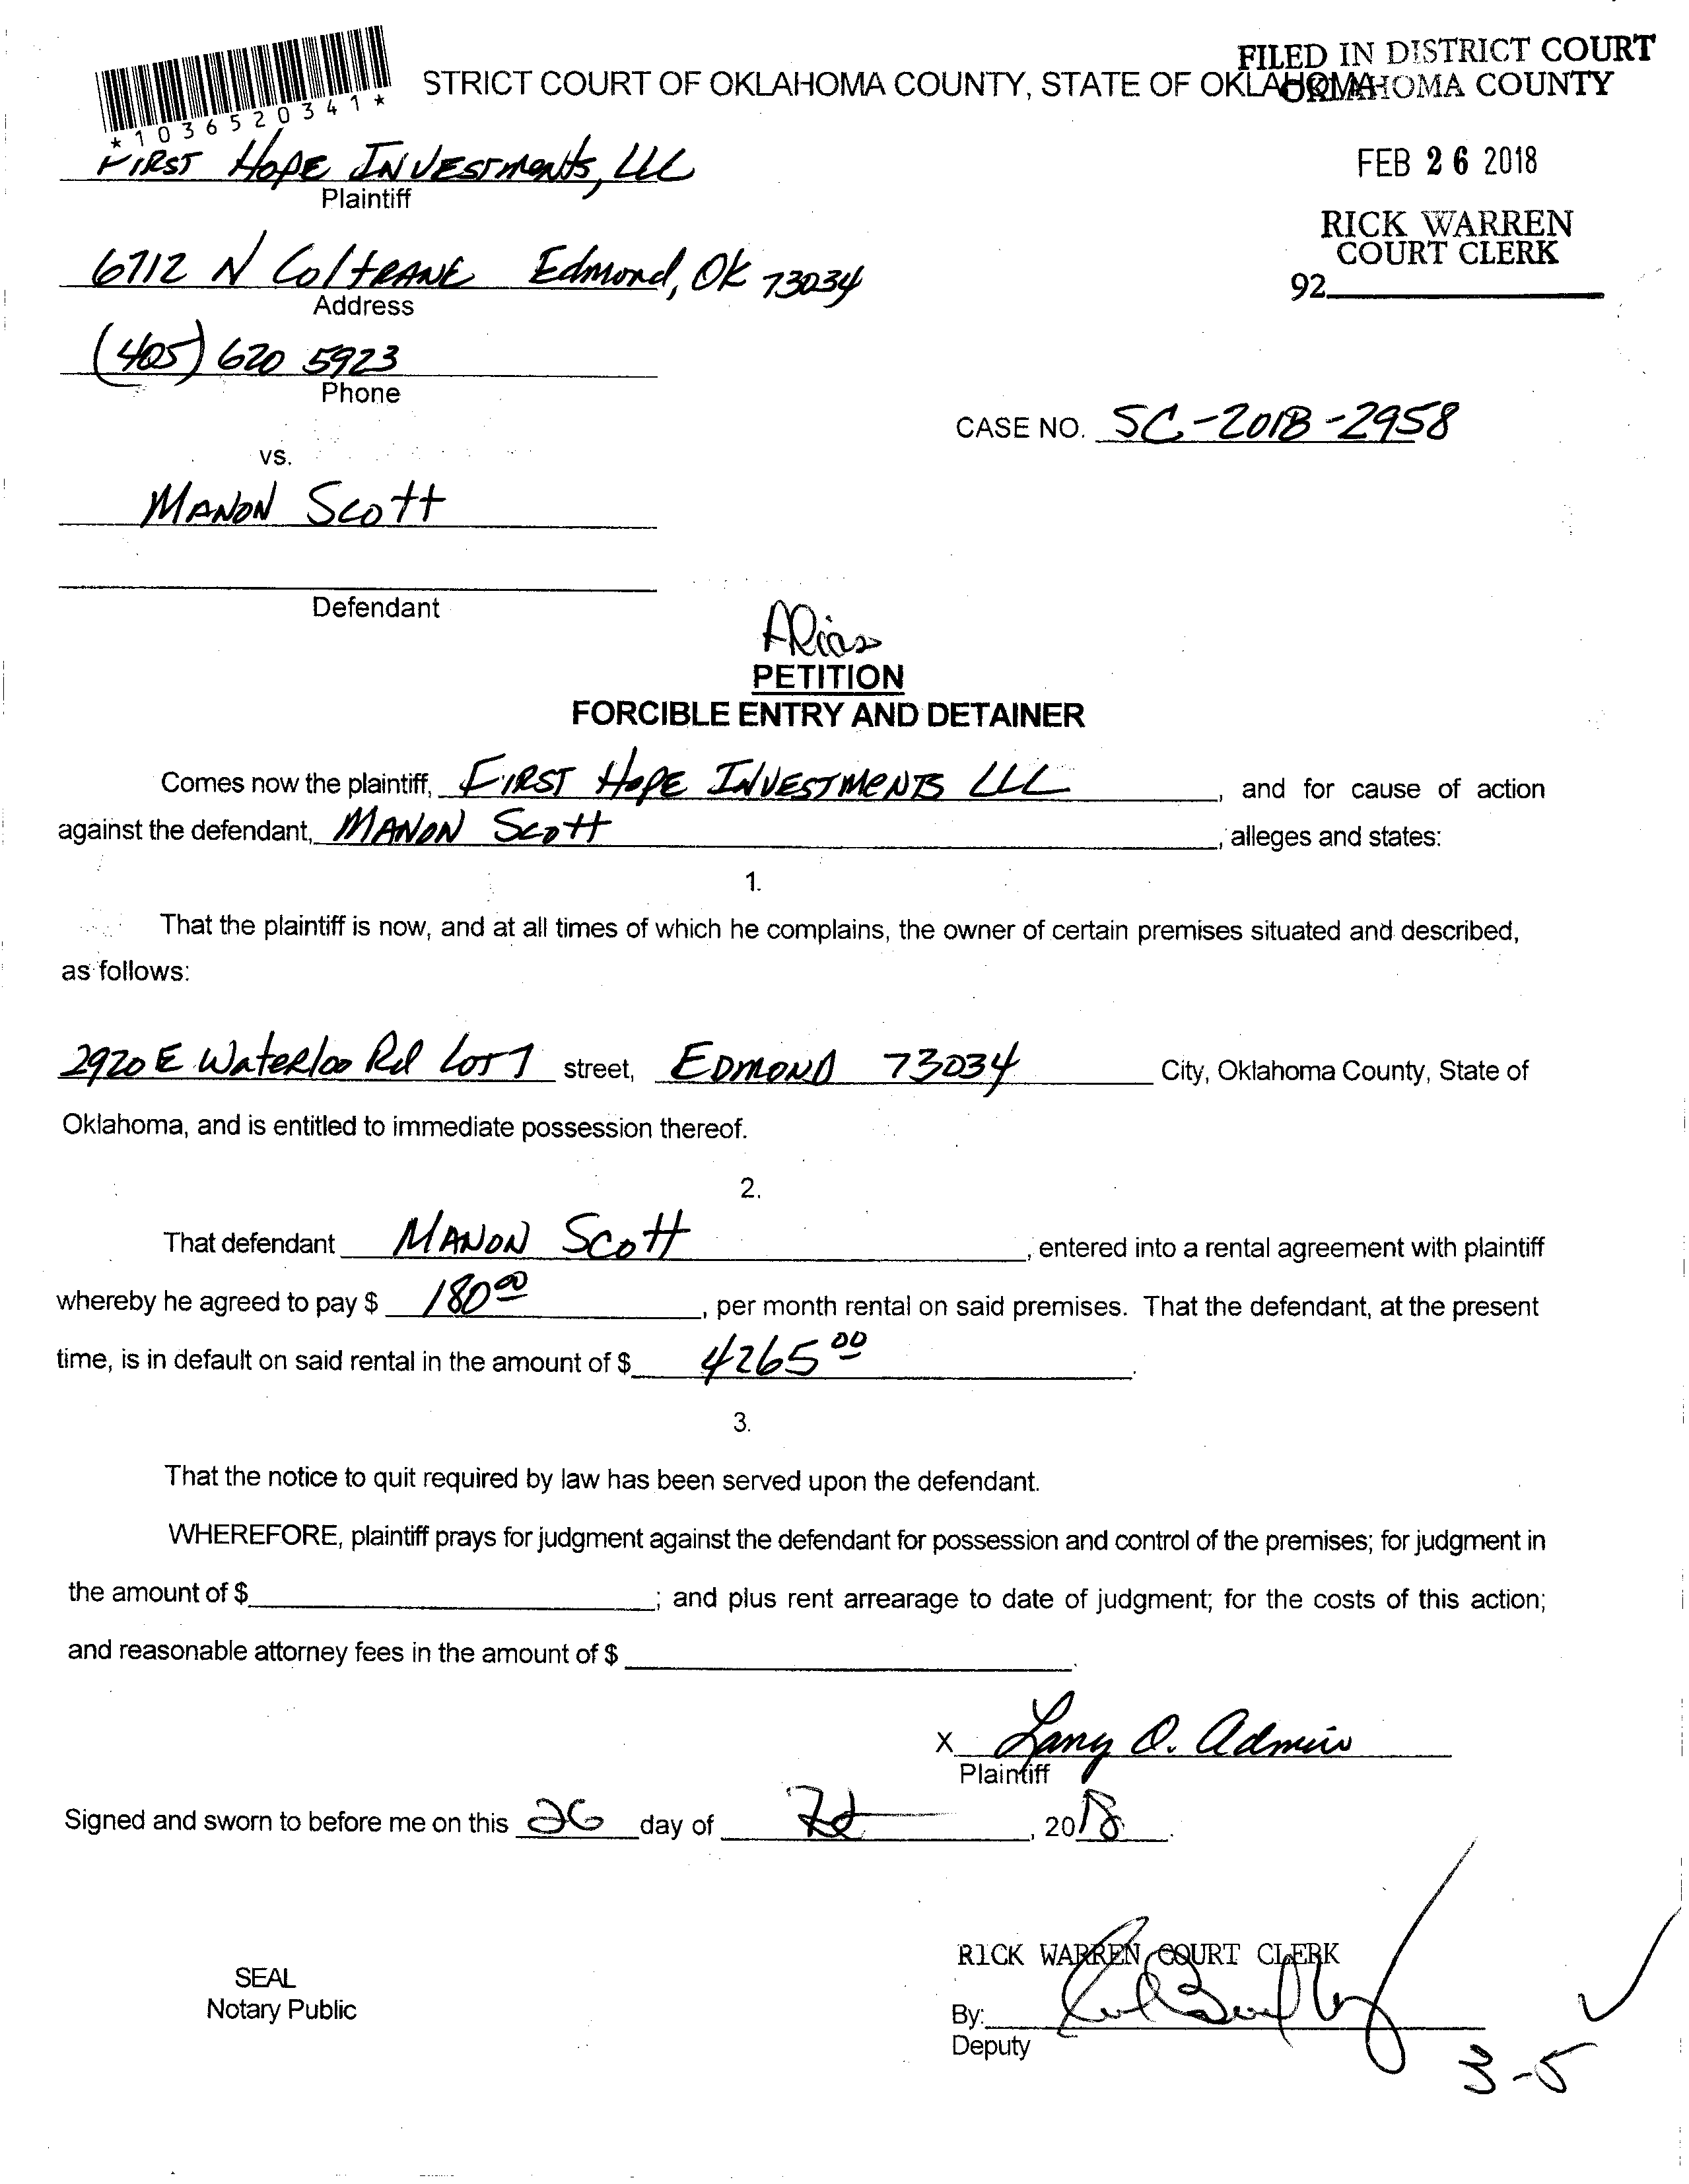 FILED IN DISTRICT COURT
STRICT COURT OF OKLAHOMA COUNTY, STATE OF OKLAHOMA
OKLAHOMA COUNTY
*1036520341*
FIRST HOPE INVESTMENTS, LLC
Plaintiff
FEB 26 2018
RICK WARREN
COURT CLERK
92
6712 N COLTRANE Edmond, OK 73034
Address
(405) 620 5923
Phone
CASE NO. SC-2018-2958
vs.
MANON SCOTT
Defendant
Alias
PETITION
FORCIBLE ENTRY AND DETAINER
Comes now the plaintiff, FIRST HOPE INVESTMENTS LLC, and for cause of action
against the defendant, MANON SCOTT, alleges and states:
1.
That the plaintiff is now, and at all times of which he complains, the owner of certain premises situated and described,
as follows:
2920 E Waterloo Rd LOT 7 street, EDMOND 73034 City, Oklahoma County, State of
Oklahoma, and is entitled to immediate possession thereof.
2.
That defendant MANON SCOTT, entered into a rental agreement with plaintiff
whereby he agreed to pay $ 180 00, per month rental on said premises. That the defendant, at the present
time, is in default on said rental in the amount of $ 4265 00.
3.
That the notice to quit required by law has been served upon the defendant.
WHEREFORE, plaintiff prays for judgment against the defendant for possession and control of the premises; for judgment in
the amount of $ ; and plus rent arrearage to date of judgment; for the costs of this action;
and reasonable attorney fees in the amount of $ .
X O.
Plaintiff
Signed and sworn to before me on this 26 day of , 2018.
RICK WARREN COURT CLERK
SEAL
Notary Public
By:
Deputy
3-5